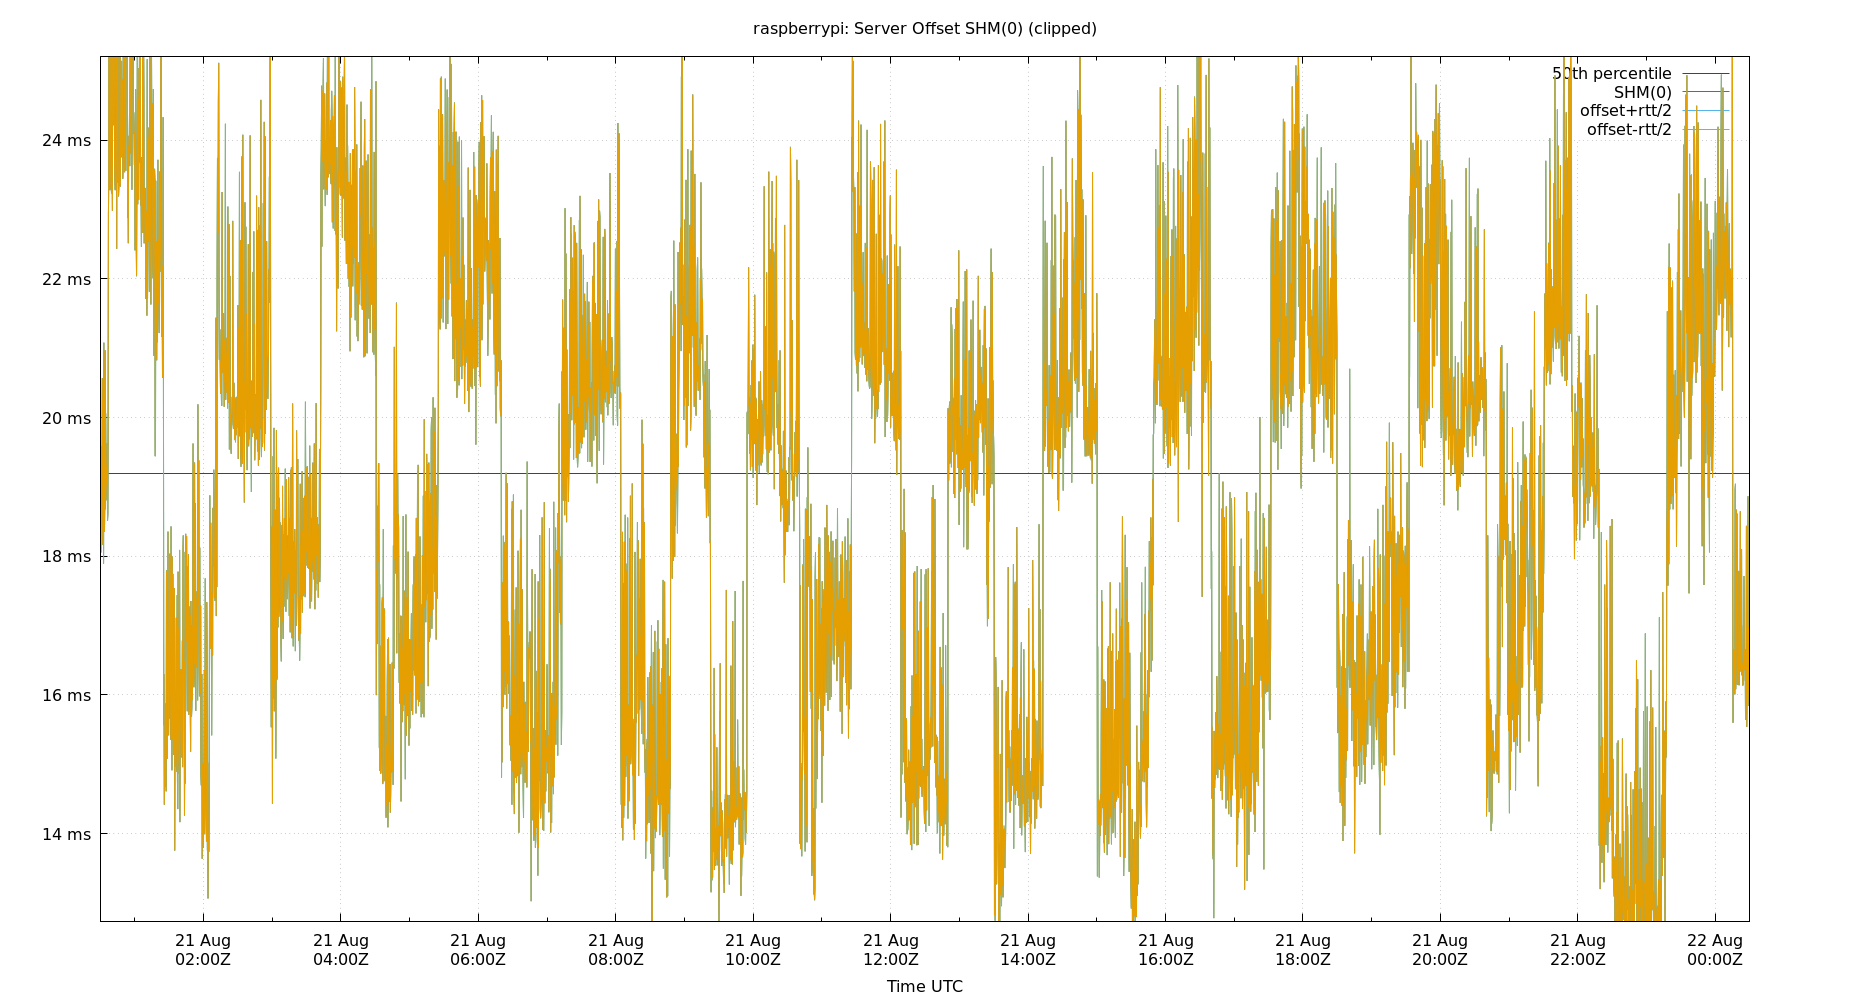 raspberrypi: Server Offset SHM(0) (clipped)
50th percentile
SHM(0)
offset+rtt/2
offset-rtt/2
24 ms
22 ms
20 ms
18 ms
16 ms
14 ms
21 Aug 21 Aug 21 Aug 21 Aug 21 Aug 21 Aug 21 Aug 21 Aug 21 Aug 21 Aug 21 Aug 22 Aug
02:00Z 04:00Z 06:00Z 08:00Z 10:00Z 12:00Z 14:00Z 16:00Z 18:00Z 20:00Z 22:00Z 00:00Z
Time UTC